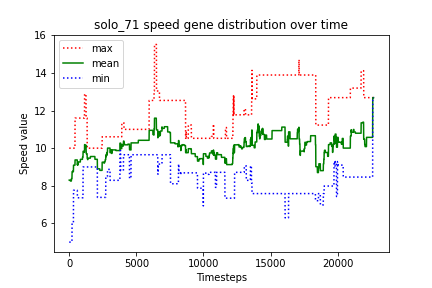 solo_71 speed gene distribution over time
16
14
12
10
8
6
Speed value
max
mean
min
0
5000
10000
15000
20000
Timesteps